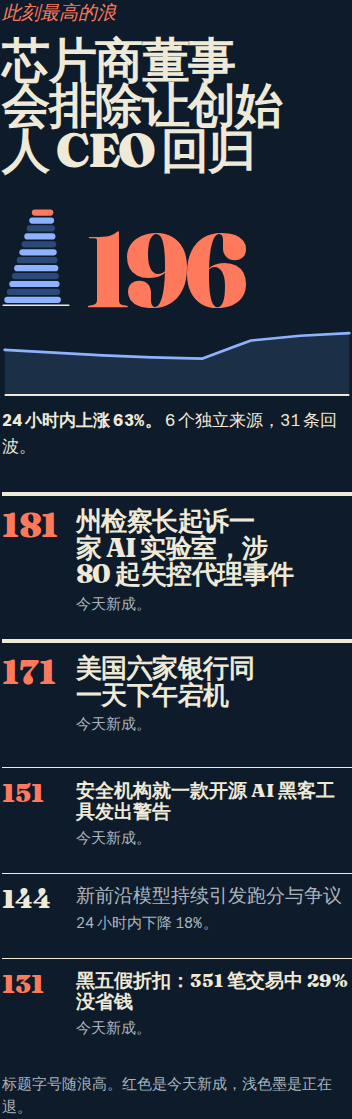 此刻最高的浪
芯片商董事
会排除让创始
人 CEO 回归
196
24 小时内上涨 63%。 6 个独立来源，31 条回
波。
181
州检察长起诉一
家 AI 实验室，涉
80 起失控代理事件
今天新成。
171
美国六家银行同
一天下午宕机
今天新成。
151
安全机构就一款开源 AI 黑客工
具发出警告
今天新成。
144
新前沿模型持续引发跑分与争议
24 小时内下降 18%。
131
黑五假折扣：351 笔交易中 29%
没省钱
今天新成。
标题字号随浪高。红色是今天新成，浅色墨是正在
退。